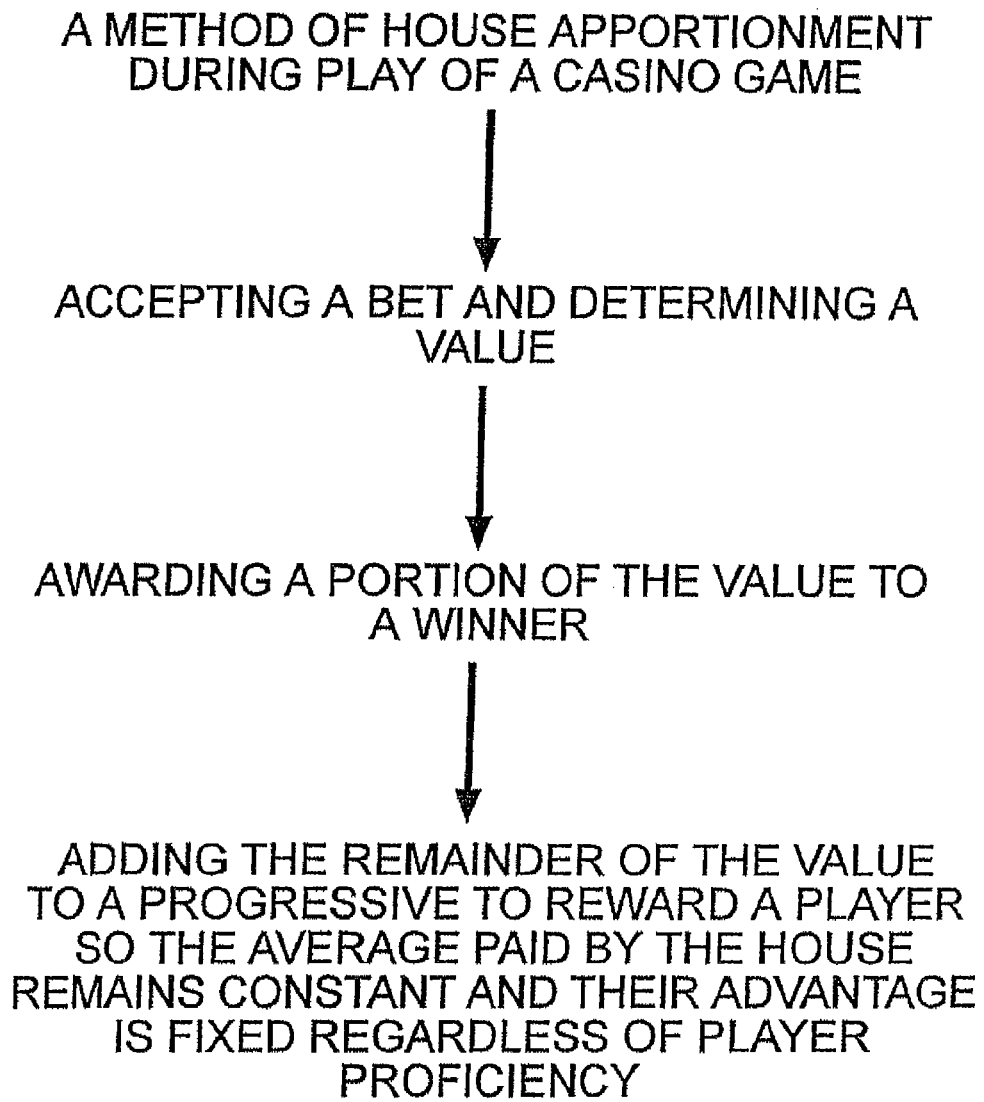 A METHOD OF HOUSE APPORTIONMENT
DURING PLAY OF A CASINO GAME
ACCEPTING A BET AND DETERMINING A
VALUE
AWARDING A PORTION OF THE VALUE TO
A WINNER
ADDING THE REMAINDER OF THE VALUE
TO A PROGRESSIVE TO REWARD A PLAYER
SO THE AVERAGE PAID BY THE HOUSE
REMAINS CONSTANT AND THEIR ADVANTAGE
IS FIXED REGARDLESS OF PLAYER
PROFICIENCY